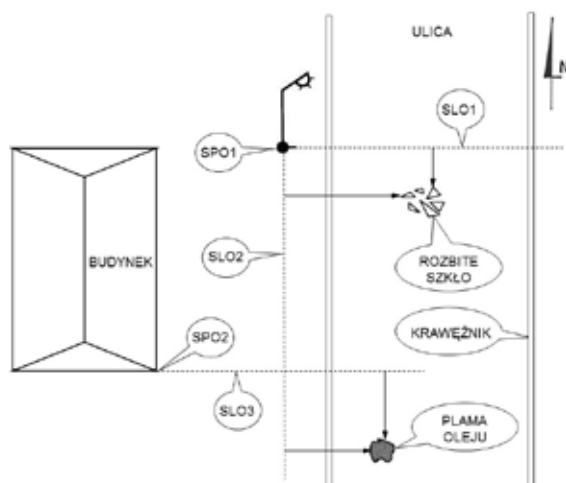 ULICA
N
SLO1
SPO1
BUDYNEK
SLO2
ROZBITE
SZKŁO
SPO2
KRAWĘŻNIK
SLO3
PLAMA
OLEJU